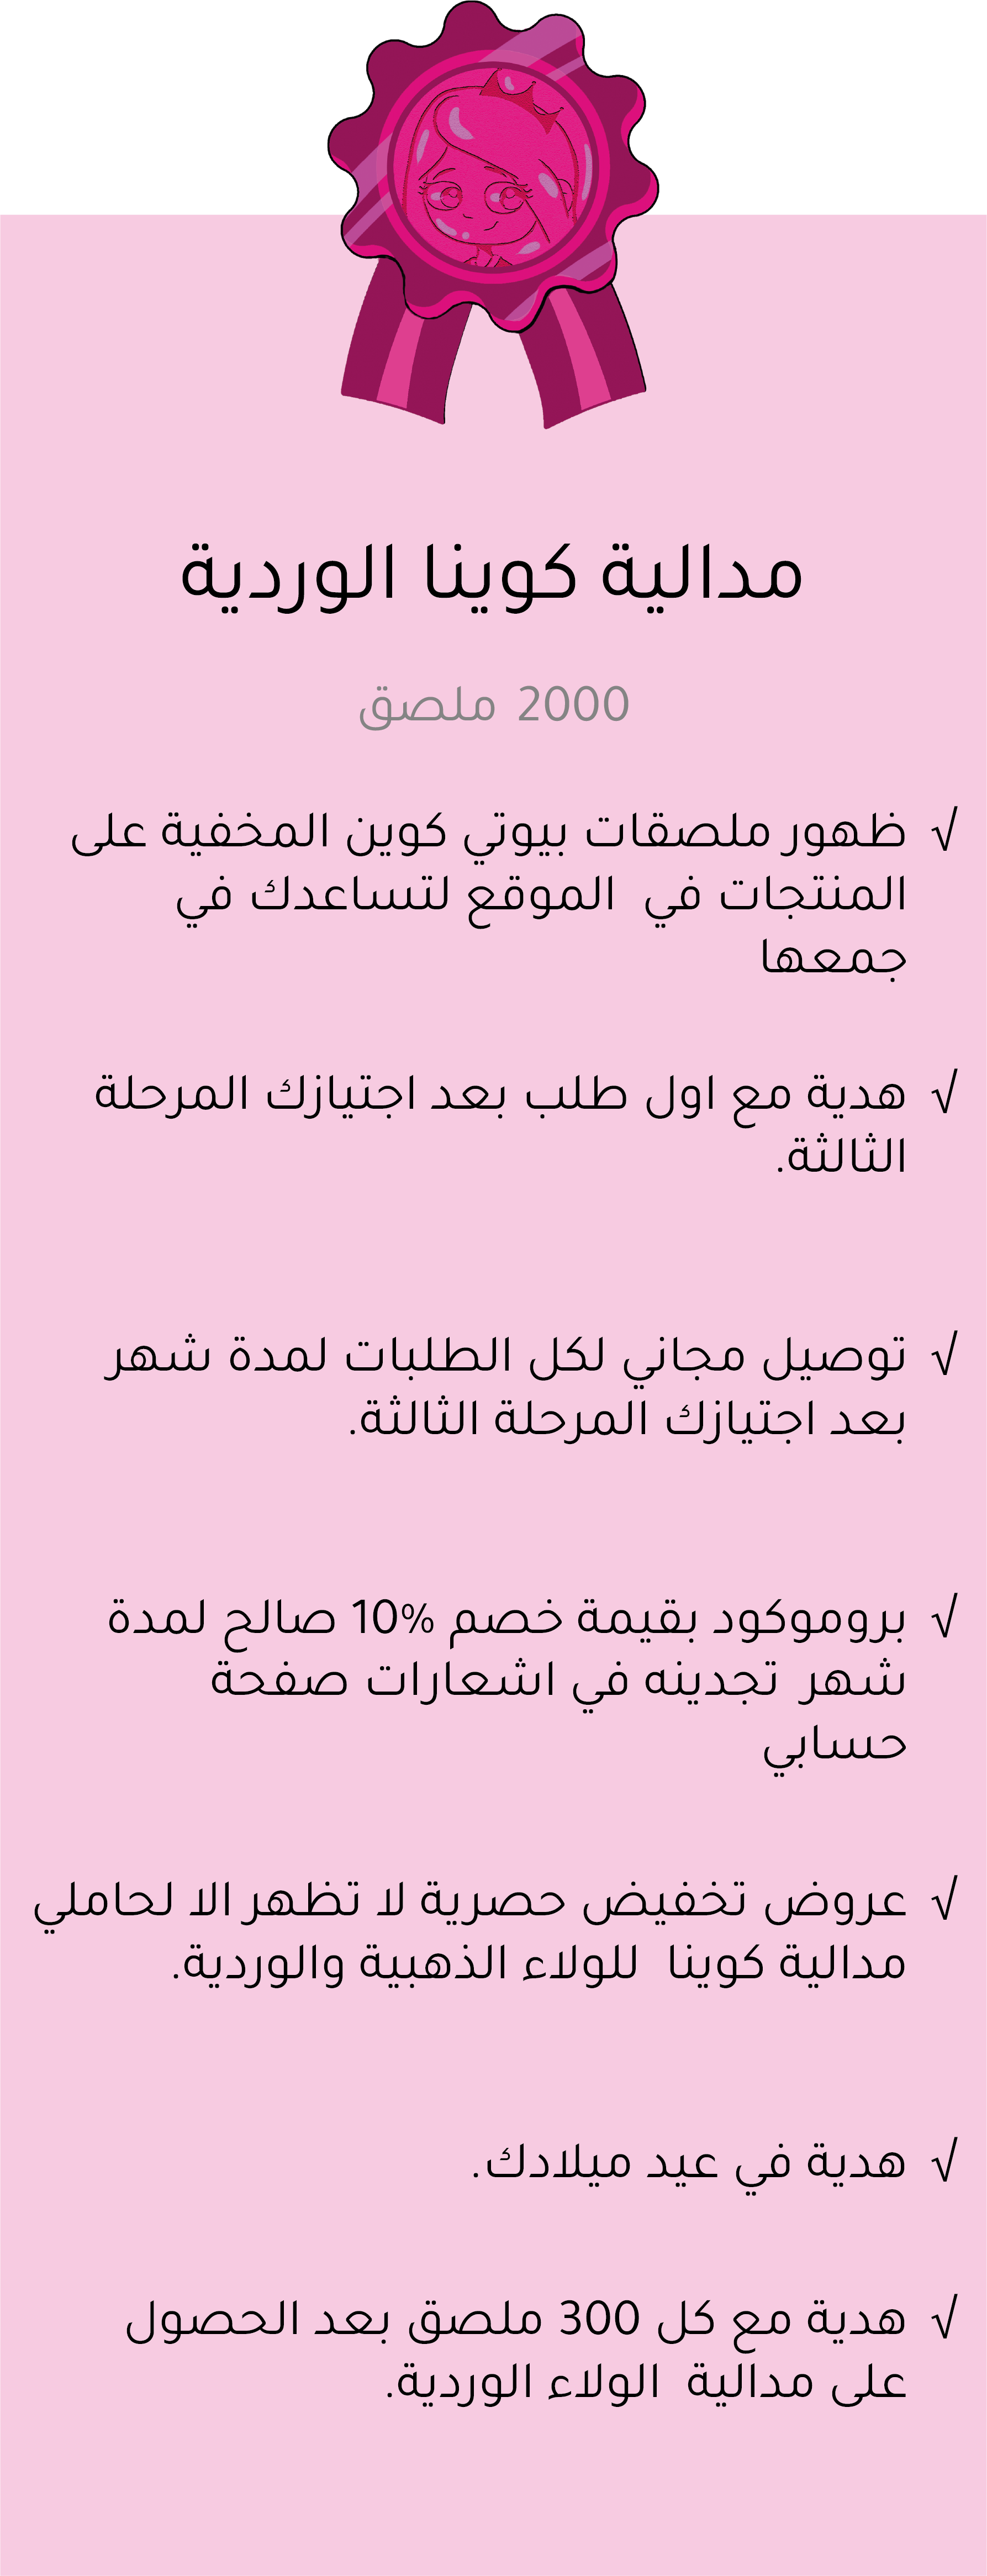 مدالية كوينا الوردية
2000 ملصق
√ ظهور ملصقات بيوتي كوين المخفية على
المنتجات في الموقع لتساعدك في
جمعها
√ هدية مع اول طلب بعد اجتيازك المرحلة
الثالثة.
√ توصيل مجاني لكل الطلبات لمدة شهر
بعد اجتيازك المرحلة الثالثة.
√ بروموكود بقيمة خصم 10% صالح لمدة
شهر تجدينه في اشعارات صفحة
حسابي
√ عروض تخفيض حصرية لا تظهر الا لحاملي
مدالية كوينا للولاء الذهبية والوردية.
√ هدية في عيد ميلادك.
√ هدية مع كل 300 ملصق بعد الحصول
على مدالية الولاء الوردية.